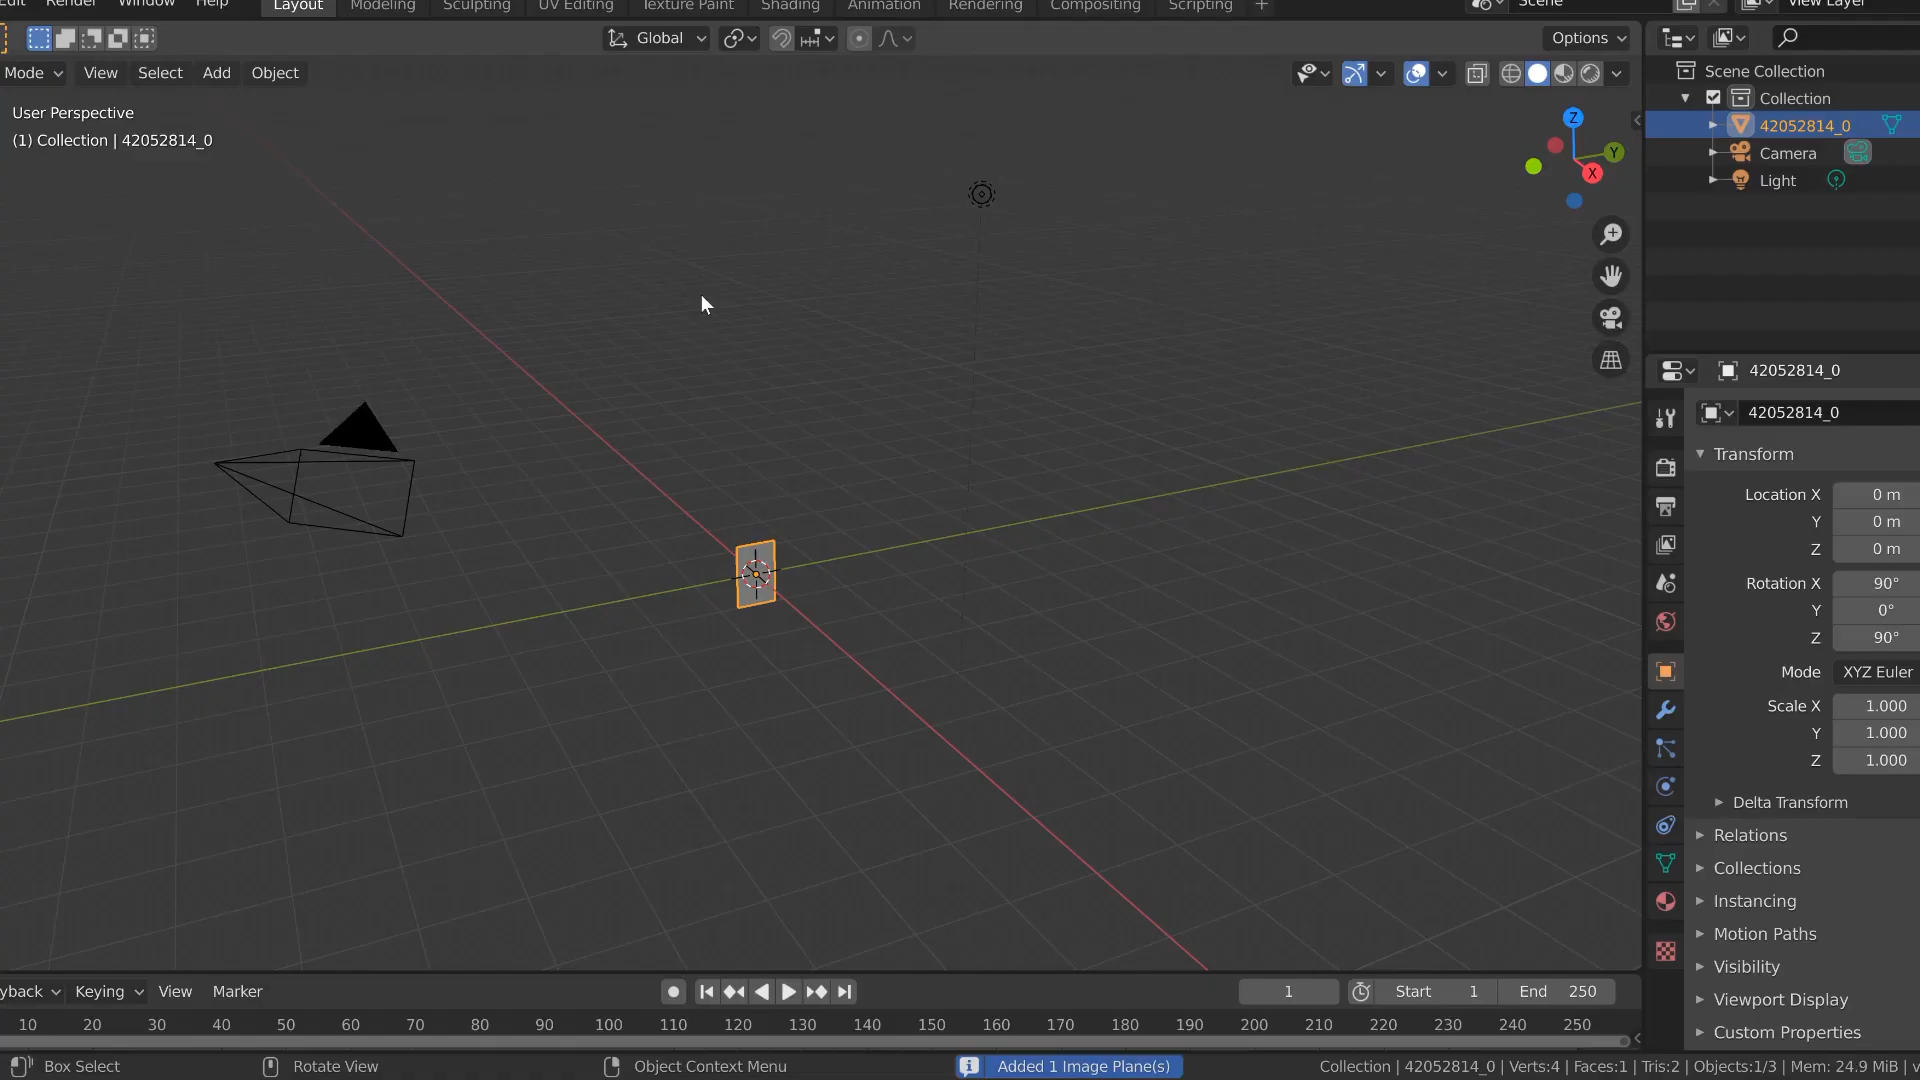 Edit Render Window Help Layout Modeling Sculpting UV Editing Texture Paint Shading Animation Rendering Compositing Scripting + Scene View Layer
Global Options
Mode View Select Add Object
User Perspective
(1) Collection | 42052814_0
Z
Y
X
Scene Collection
Collection
42052814_0
Camera
Light
42052814_0
42052814_0
Transform
Location X 0 m
Y 0 m
Z 0 m
Rotation X 90°
Y 0°
Z 90°
Mode XYZ Euler
Scale X 1.000
Y 1.000
Z 1.000
Delta Transform
Relations
Collections
Instancing
Motion Paths
Visibility
Viewport Display
Custom Properties
yback Keying View Marker 1 Start 1 End 250
10 20 30 40 50 60 70 80 90 100 110 120 130 140 150 160 170 180 190 200 210 220 230 240 250
Box Select Rotate View Object Context Menu Added 1 Image Plane(s) Collection | 42052814_0 | Verts:4 | Faces:1 | Tris:2 | Objects:1/3 | Mem: 24.9 MiB | v